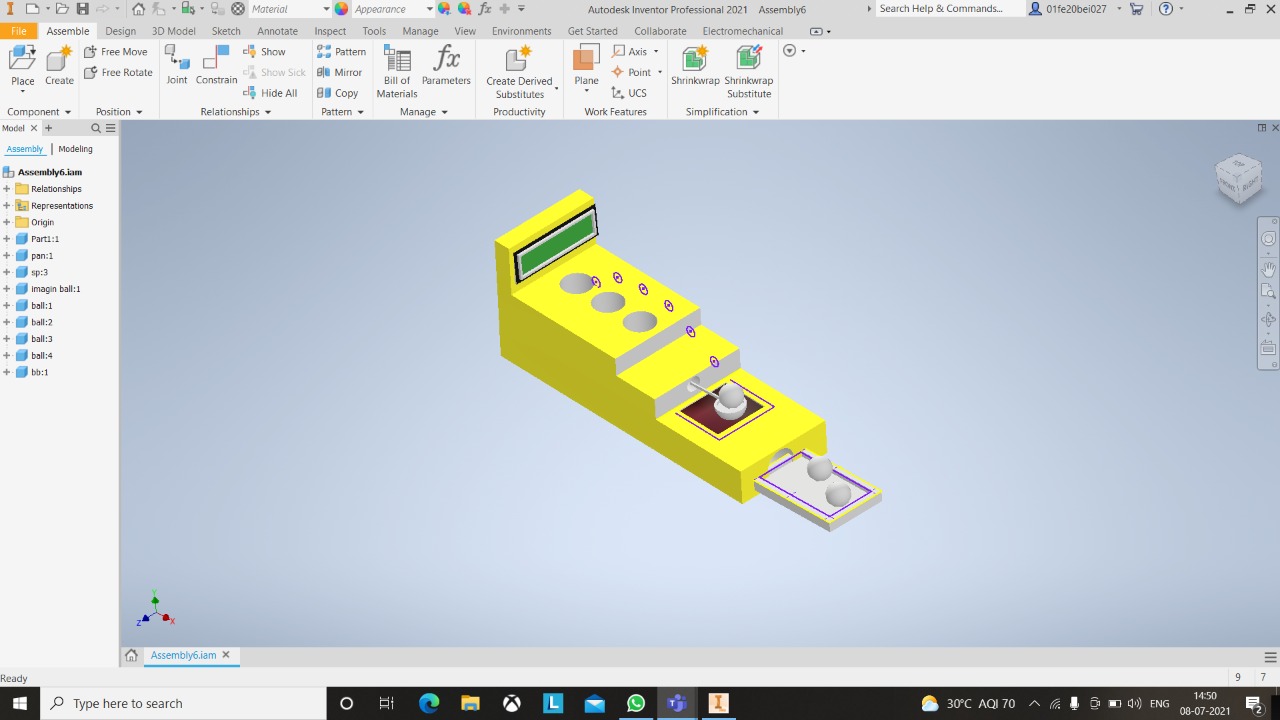 Material
Appearance
Autodesk Inventor Professional 2021 Assembly6
Search Help & Commands...
01fe20bei027
File Assemble Design 3D Model Sketch Annotate Inspect Tools Manage View Environments Get Started Collaborate Electromechanical
Place
Create
Free Move
Free Rotate
Joint
Constrain
Show
Show Sick
Hide All
Pattern
Mirror
Copy
Bill of
Materials
fx
Parameters
Create Derived
Substitutes
Plane
Axis
Point
UCS
Shrinkwrap
Shrinkwrap
Substitute
Component Position Relationships Pattern Manage Productivity Work Features Simplification
Model
Assembly | Modeling
Assembly6.iam
Relationships
Representations
Origin
Part1:1
pan:1
sp:3
imagin ball:1
ball:1
ball:2
ball:3
ball:4
bb:1
TOP
FRONT
RIGHT
Y
Z
X
Assembly6.iam
Ready
9 7
Type here to search
30°C AQI 70
ENG
14:50
08-07-2021
2